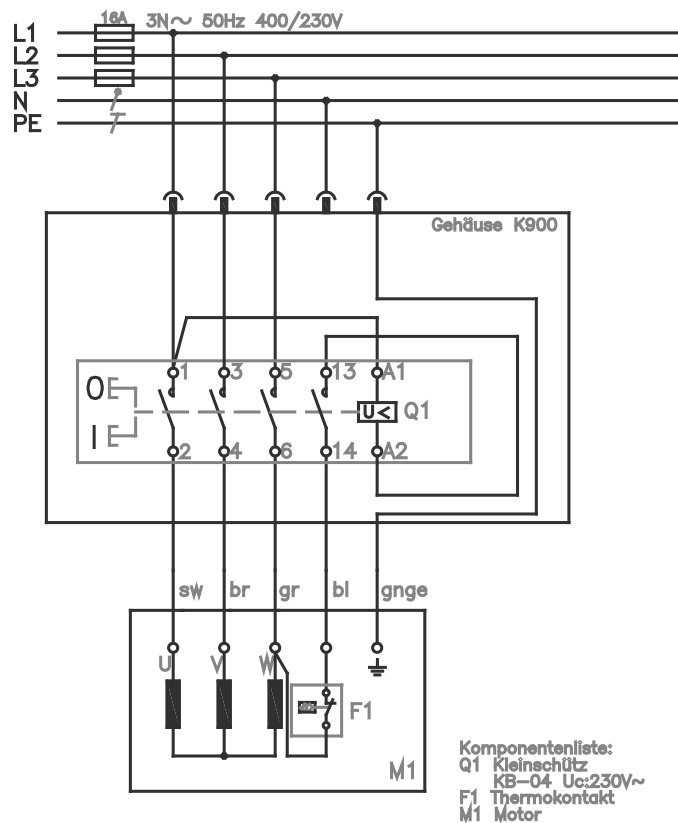 16A 3N~ 50Hz 400/230V
L1
L2
L3
N
PE
Gehäuse K900
1 3 5 13 A1
0
U< Q1
I
2 4 6 14 A2
sw br gr bl gnge
U V W
F1
M1
Komponentenliste:
Q1 Kleinschütz
KB-04 Uc:230V~
F1 Thermokontakt
M1 Motor